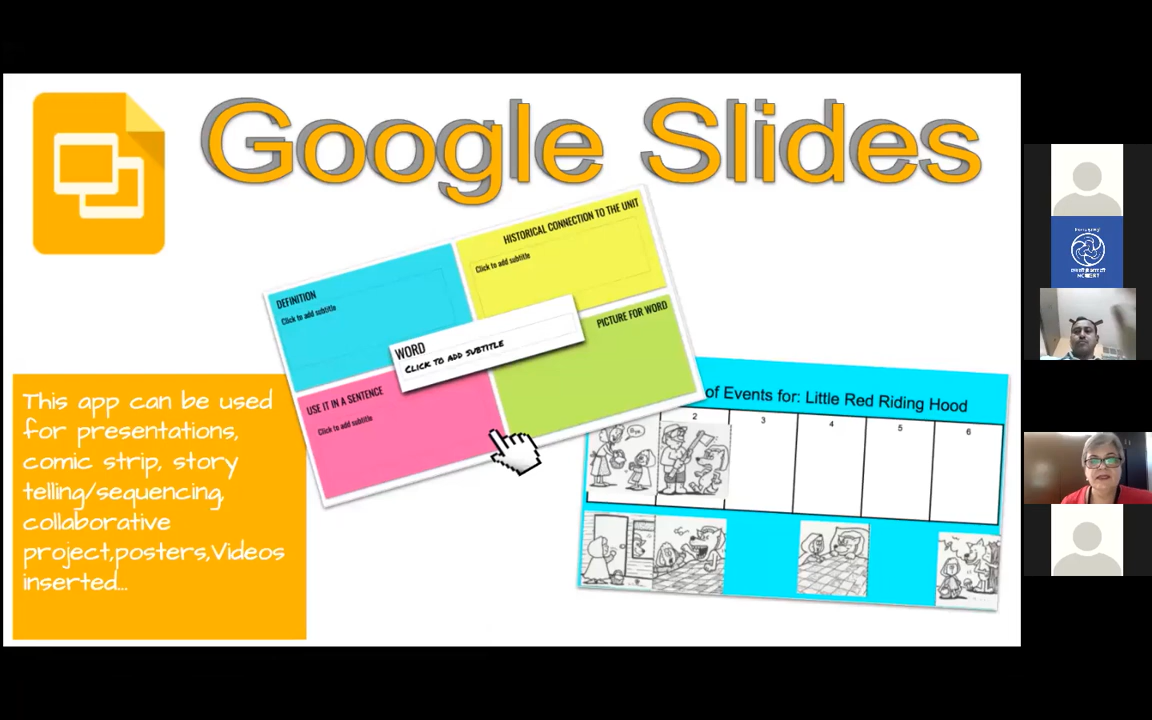 Google Slides
HISTORICAL CONNECTION TO THE UNIT
Click to add subtitle
DEFINITION
Click to add subtitle
PICTURE FOR WORD
WORD
CLICK TO ADD SUBTITLE
USE IT IN A SENTENCE
Click to add subtitle
This app can be used
for presentations,
comic strip, story
telling/sequencing,
collaborative
project,posters,Videos
inserted...
of Events for: Little Red Riding Hood
2 3 4 5 6